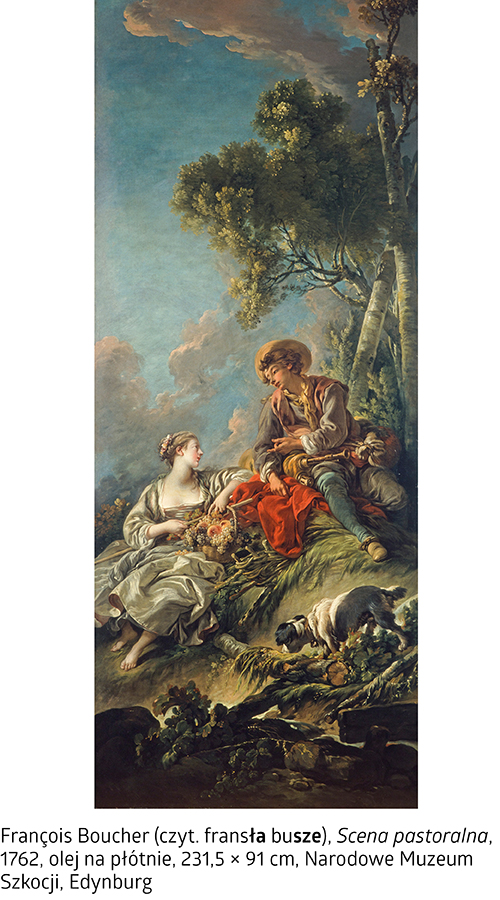 François Boucher (czyt. fransła busze), Scena pastoralna,
1762, olej na płótnie, 231,5 × 91 cm, Narodowe Muzeum
Szkocji, Edynburg